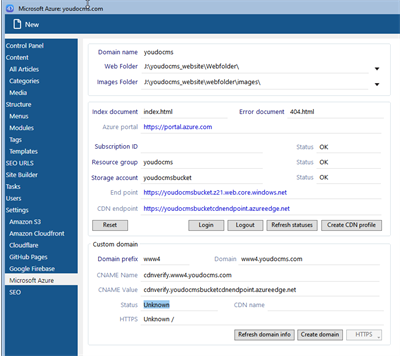 Microsoft Azure: youdocms.com
New
Control Panel
Content
All Articles
Categories
Media
Structure
Menus
Modules
Tags
Templates
SEO URLS
Site Builder
Tasks
Users
Settings
Amazon S3
Amazon Cloudfront
Cloudflare
GitHub Pages
Google Firebase
Microsoft Azure
SEO
Domain name youdocms
Web Folder J:\youdocms_website\Webfolder\
Images Folder J:\youdocms_website\webfolder\images\
Index document index.html Error document 404.html
Azure portal https://portal.azure.com
Subscription ID Status OK
Resource group youdocms Status OK
Storage account youdocmsbucket Status OK
End point https://youdocmsbucket.z21.web.core.windows.net
CDN endpoint https://youdocmsbucketcdnendpoint.azureedge.net
Reset Login Logout Refresh statuses Create CDN profile
Custom domain
Domain prefix www4 Domain www4.youdocms.com
CNAME Name cdnverify.www4.youdocms.com
CNAME Value cdnverify.youdocmsbucketcdnendpoint.azureedge.net
Status Unknown CDN name
HTTPS Unknown /
Refresh domain info Create domain HTTPS